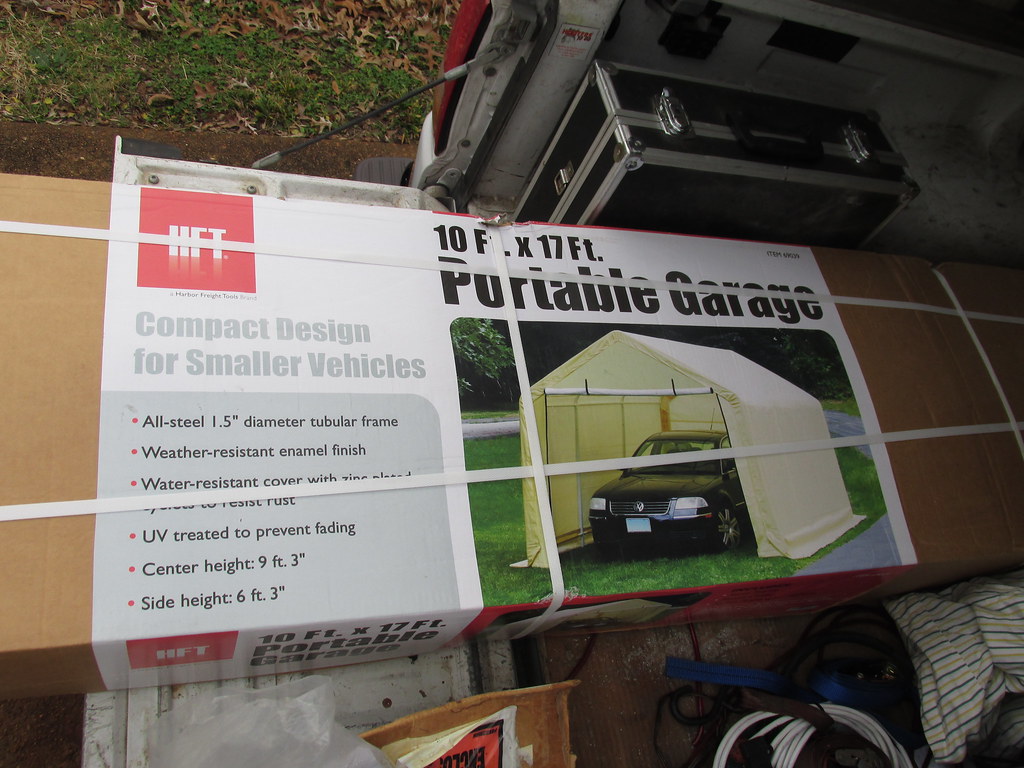 HFT
a Harbor Freight Tools Brand
10 Ft. x 17 Ft.
Portable Garage
ITEM 69039
Compact Design
for Smaller Vehicles
• All-steel 1.5" diameter tubular frame
• Weather-resistant enamel finish
• Water-resistant cover with zinc plated
eyelets to resist rust
• UV treated to prevent fading
• Center height: 9 ft. 3"
• Side height: 6 ft. 3"
HFT
10 Ft. x 17 Ft.
Portable
Garage